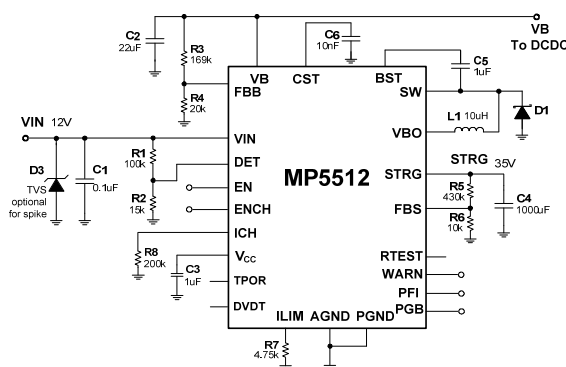 C2
22uF
R3
169k
R4
20k
C6
10nF
VB
To DCDC
VB
CST
BST
C5
1uF
FBB
SW
L1 10uH
D1
VIN 12V
VIN
VBO
R1
100k
DET
MP5512
STRG
STRG 35V
D3
TVS
optional
for spike
C1
0.1uF
R2
15k
EN
ENCH
R5
430k
FBS
R6
10k
C4
1000uF
ICH
R8
200k
VCC
C3
1uF
TPOR
DVDT
RTEST
WARN
PFI
PGB
ILIM AGND PGND
R7
4.75k